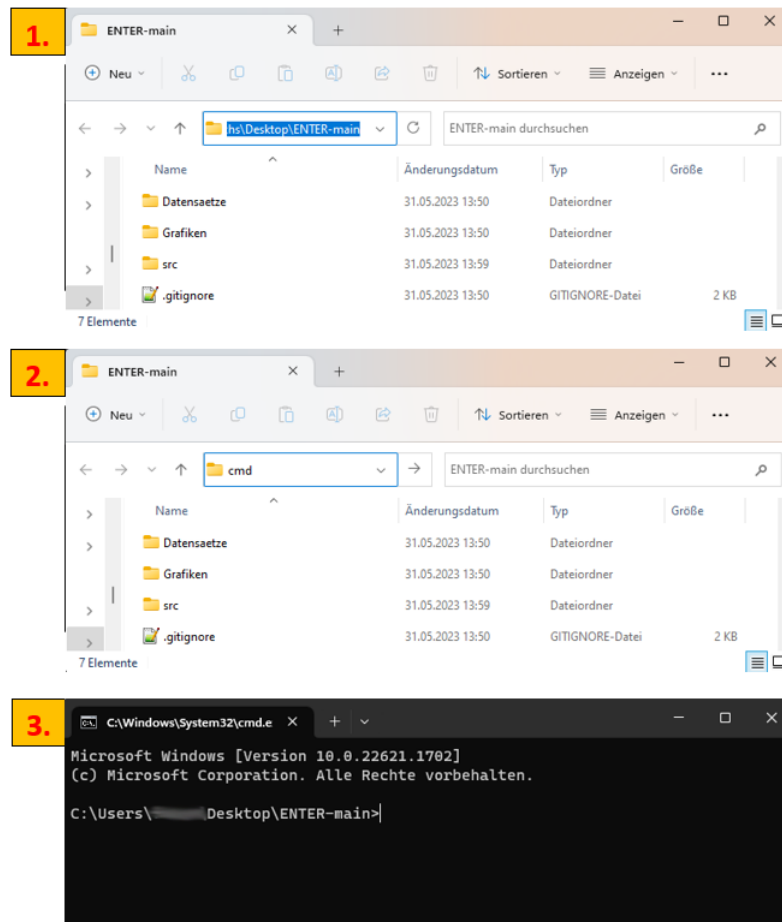 1.
ENTER-main
Neu Sortieren Anzeigen
hs\Desktop\ENTER-main ENTER-main durchsuchen
Name Änderungsdatum Typ Größe
Datensaetze 31.05.2023 13:50 Dateiordner
Grafiken 31.05.2023 13:50 Dateiordner
src 31.05.2023 13:59 Dateiordner
.gitignore 31.05.2023 13:50 GITIGNORE-Datei 2 KB
7 Elemente
2.
ENTER-main
Neu Sortieren Anzeigen
cmd ENTER-main durchsuchen
Name Änderungsdatum Typ Größe
Datensaetze 31.05.2023 13:50 Dateiordner
Grafiken 31.05.2023 13:50 Dateiordner
src 31.05.2023 13:59 Dateiordner
.gitignore 31.05.2023 13:50 GITIGNORE-Datei 2 KB
7 Elemente
3.
C:\Windows\System32\cmd.e
Microsoft Windows [Version 10.0.22621.1702]
(c) Microsoft Corporation. Alle Rechte vorbehalten.
C:\Users\ Desktop\ENTER-main>